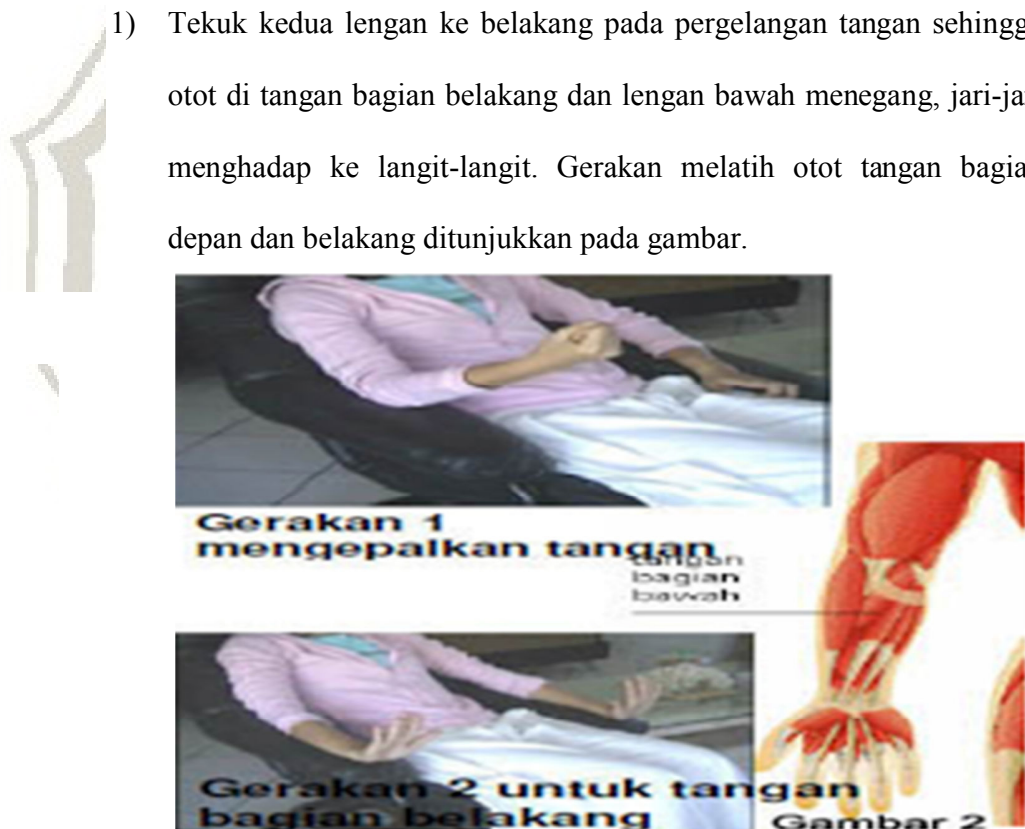 1) Tekuk kedua lengan ke belakang pada pergelangan tangan sehingg
otot di tangan bagian belakang dan lengan bawah menegang, jari-jar
menghadap ke langit-langit. Gerakan melatih otot tangan bagia
depan dan belakang ditunjukkan pada gambar.
Gerakan 1
mengepalkan tangan
tangan
bagian
bawah
Gerakan 2 untuk tangan
bagian belakang
Gambar 2